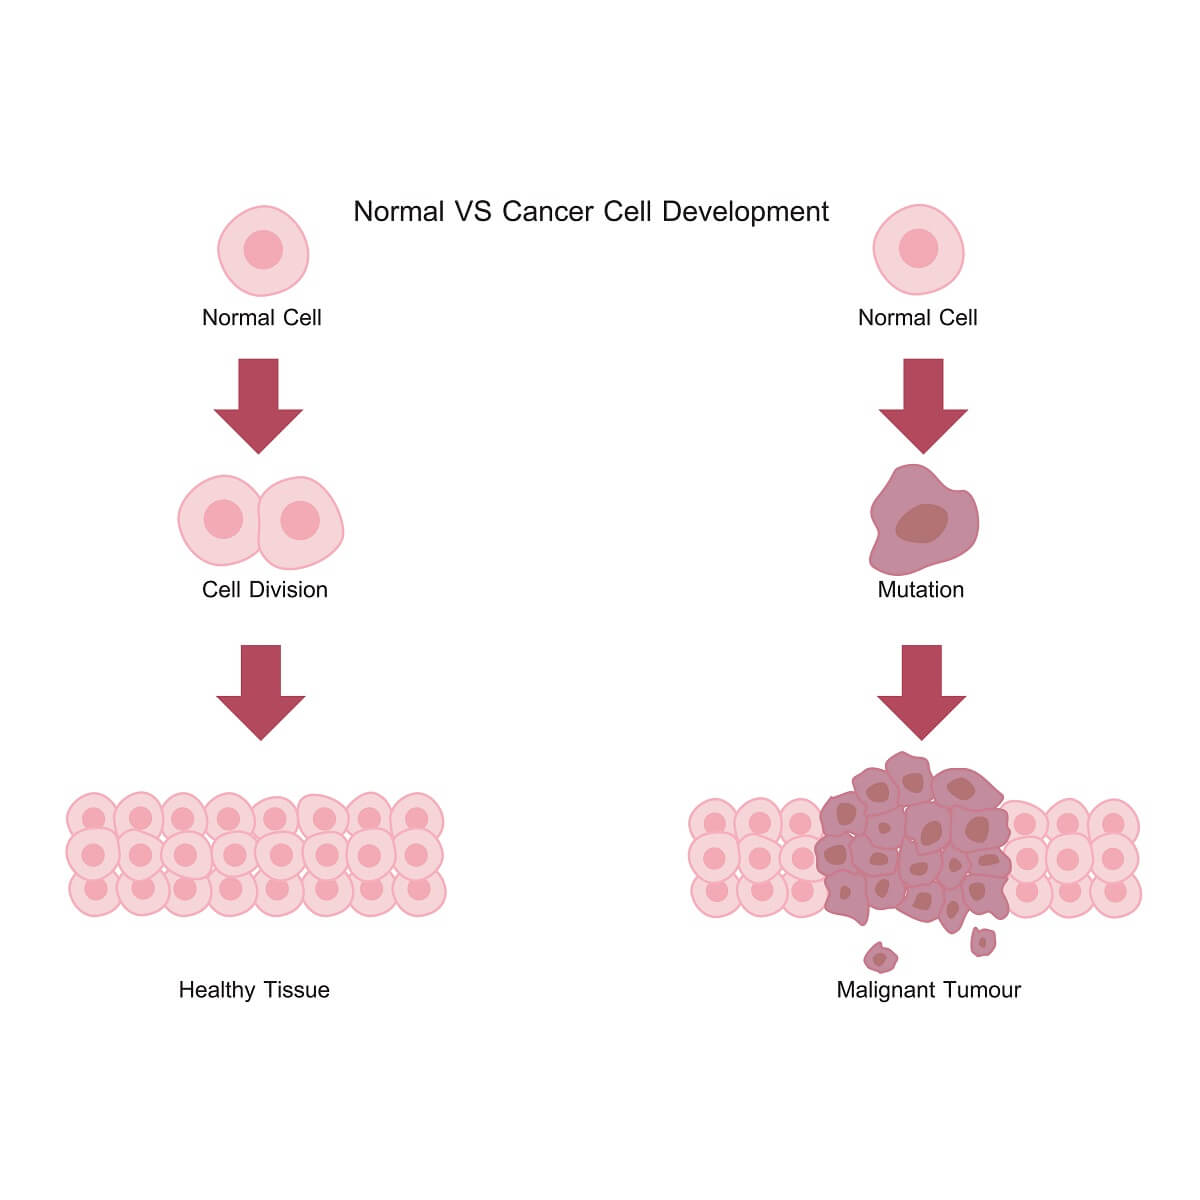 Normal VS Cancer Cell Development
Normal Cell
Normal Cell
Cell Division
Mutation
Healthy Tissue
Malignant Tumour